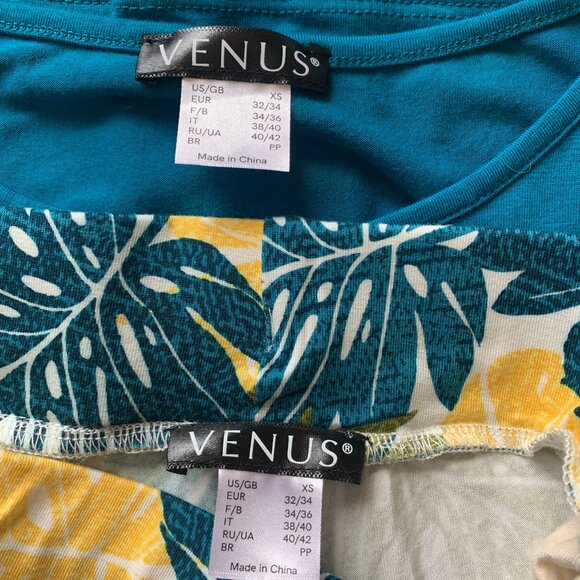 VENUS®
US/GB XS
EUR 32/34
F/B 34/36
IT 38/40
RU/UA 40/42
BR PP
Made in China
VENUS®
US/GB XS
EUR 32/34
F/B 34/36
IT 38/40
RU/UA 40/42
BR PP
Made in China